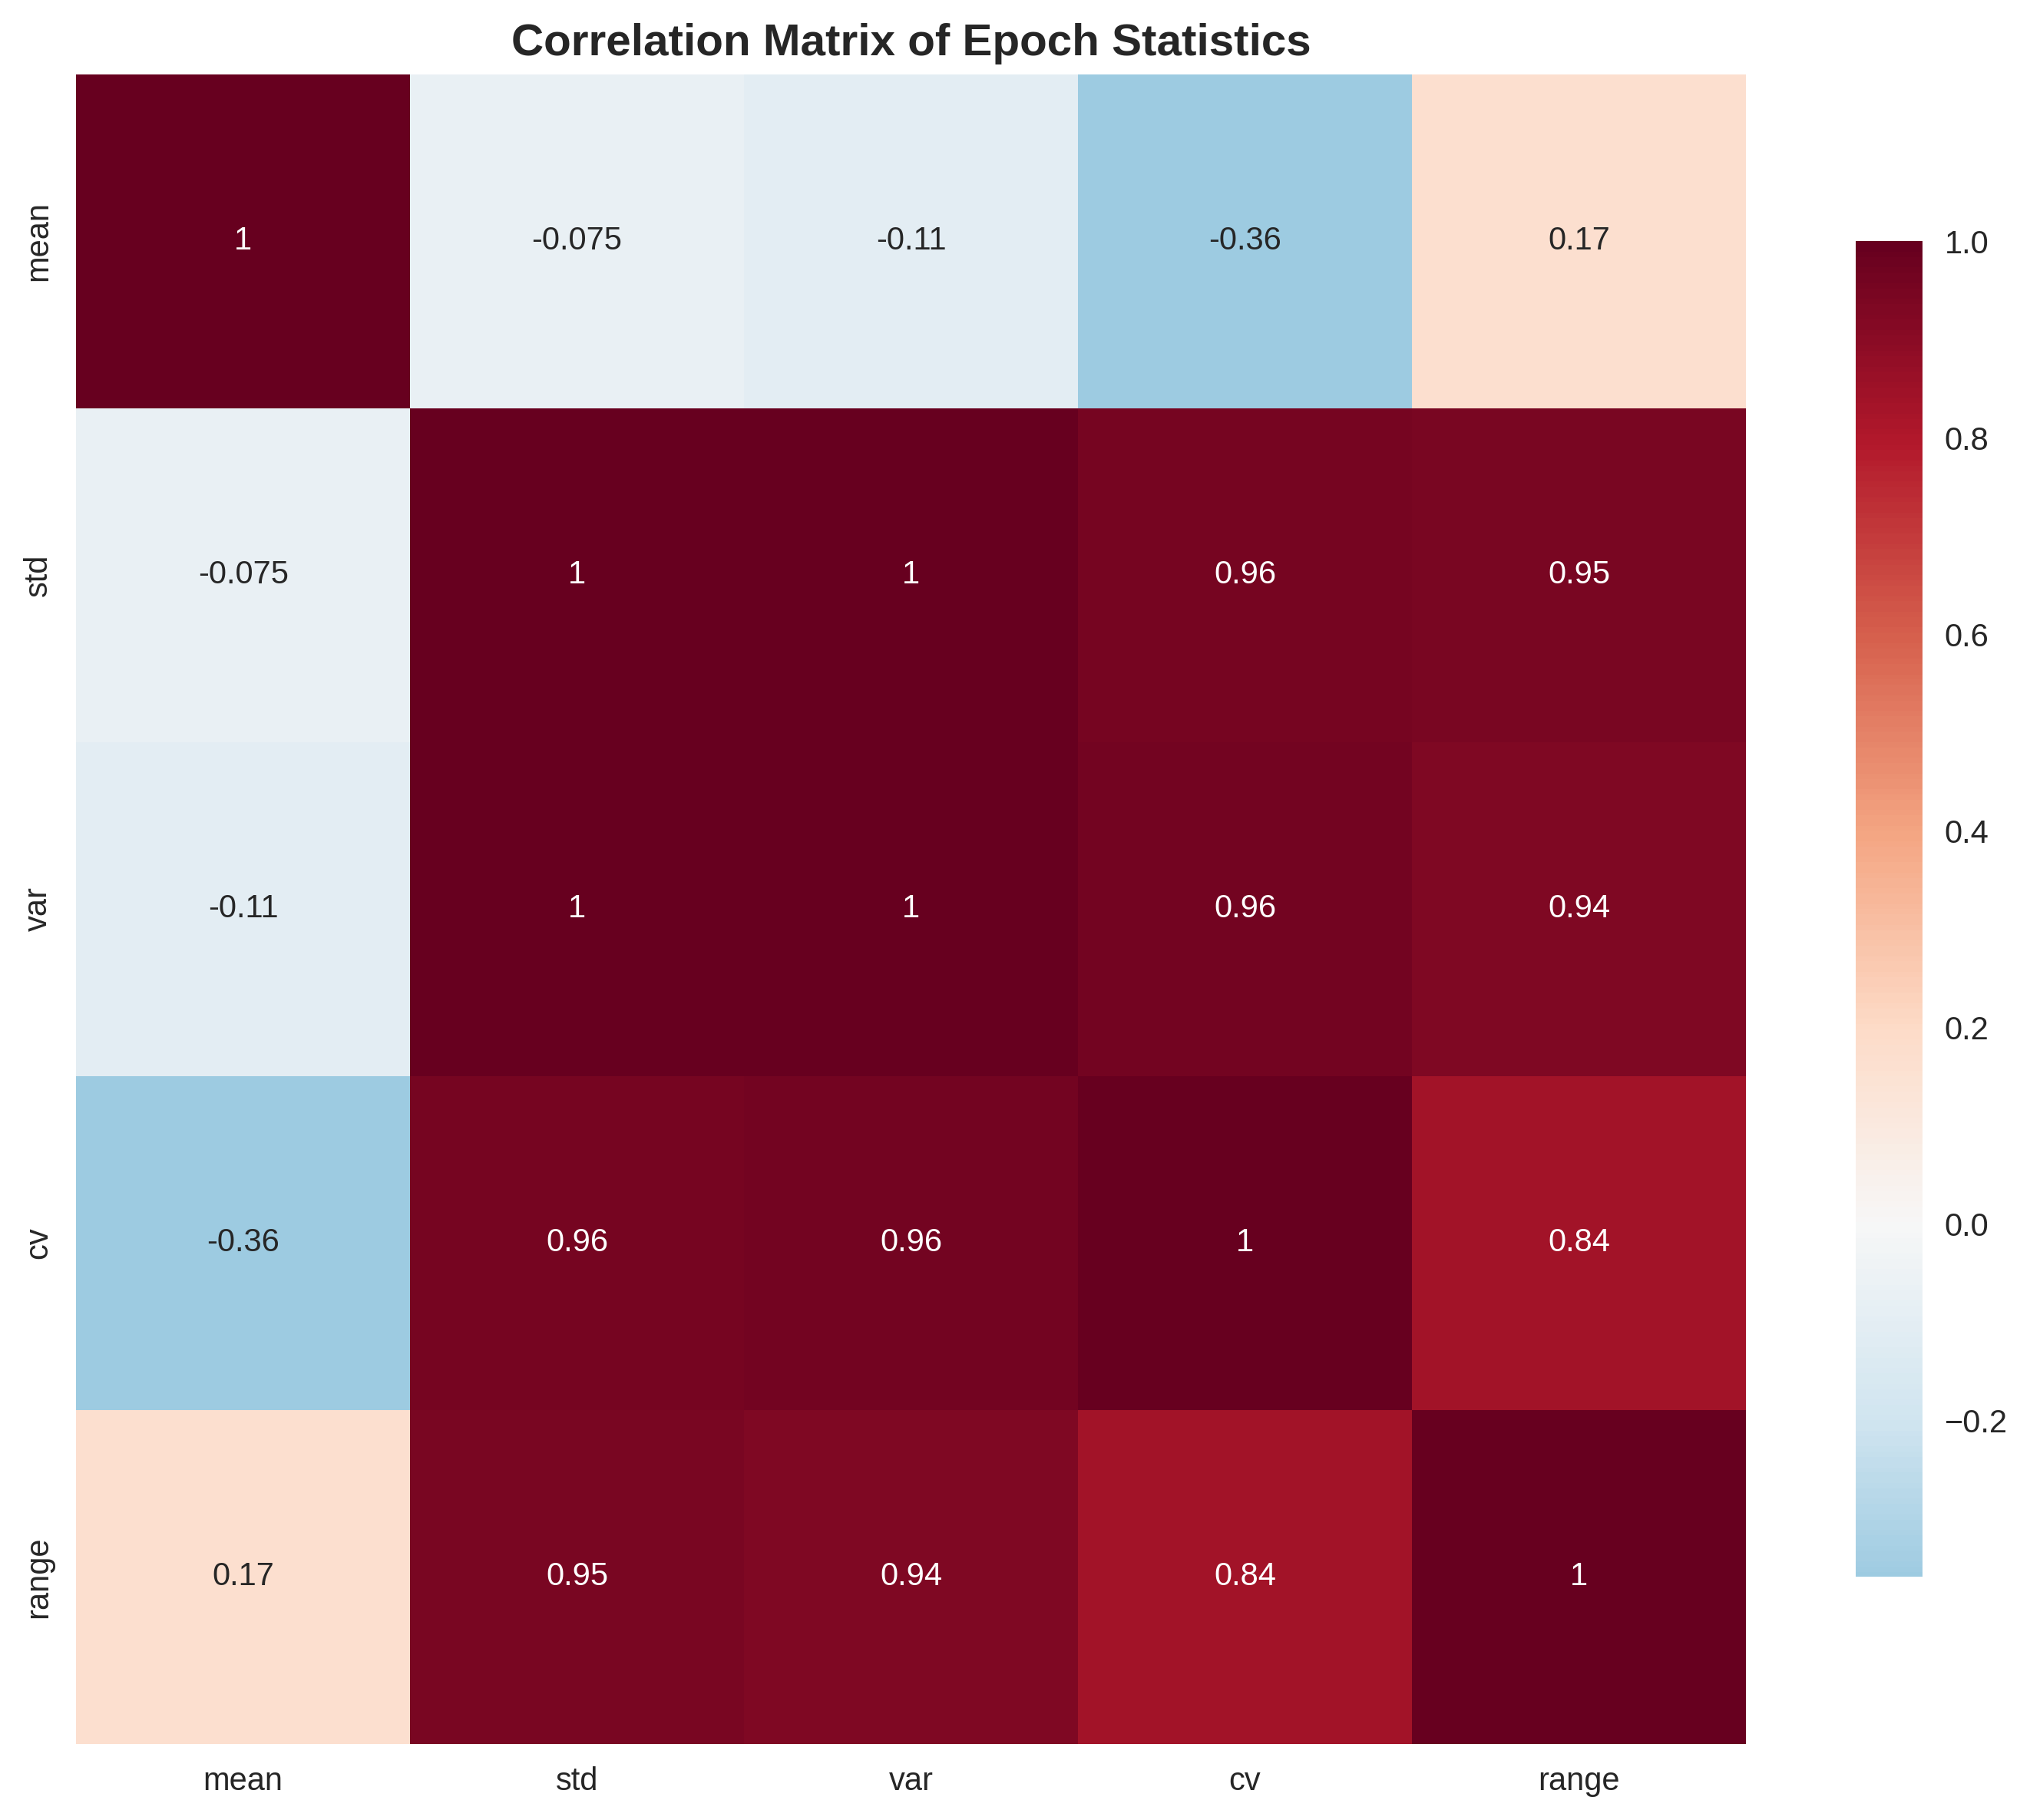 Correlation Matrix of Epoch Statistics
mean 1 -0.075 -0.11 -0.36 0.17
std -0.075 1 1 0.96 0.95
var -0.11 1 1 0.96 0.94
cv -0.36 0.96 0.96 1 0.84
range 0.17 0.95 0.94 0.84 1
mean std var cv range
1.0
0.8
0.6
0.4
0.2
0.0
−0.2